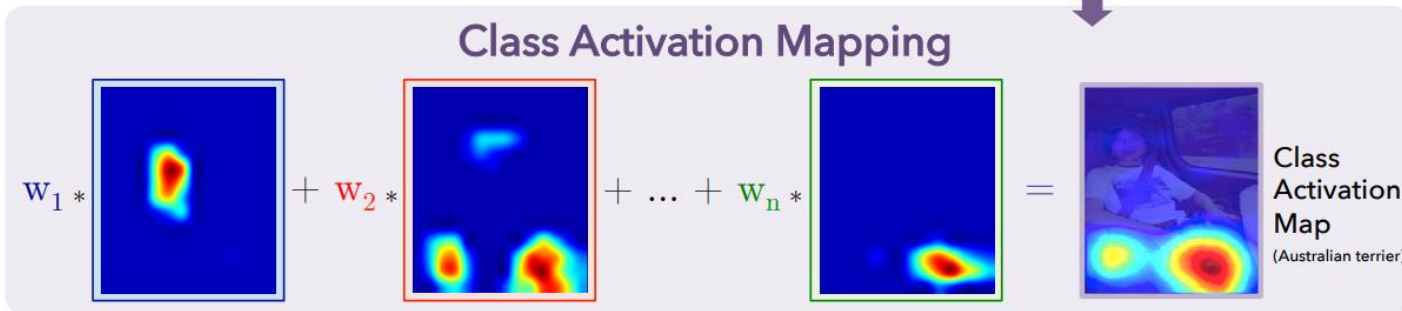 Class Activation Mapping
w1 * + w2 * + ... + wn * =
Class
Activation
Map
(Australian terrier)